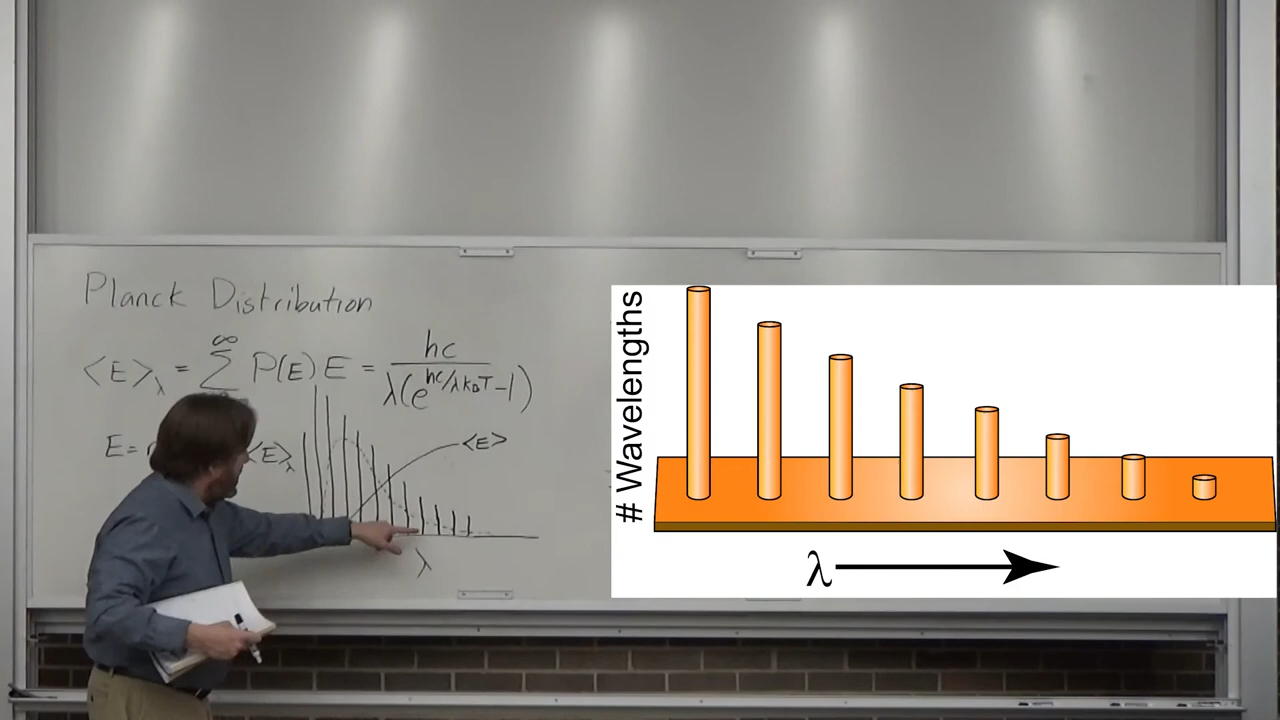 Planck Distribution
<E>λ = ∞ Σ P(E) E = hc / λ(e^hc/λkBT - 1)
E=
<E>λ
<E>
λ
# Wavelengths
λ